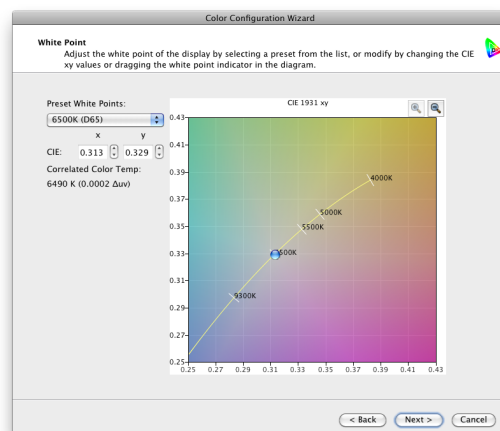 Color Configuration Wizard
White Point
Adjust the white point of the display by selecting a preset from the list, or modify by changing the CIE
xy values or dragging the white point indicator in the diagram.
Preset White Points:
6500K (D65)
x y
CIE: 0.313 0.329
Correlated Color Temp:
6490 K (0.0002 Δuv)
CIE 1931 xy
0.43
0.41
0.39
0.37
0.35
0.33
0.31
0.29
0.27
0.25
4000K
5000K
5500K
500K
9300K
0.25 0.27 0.29 0.31 0.33 0.35 0.37 0.39 0.41 0.43
< Back Next > Cancel